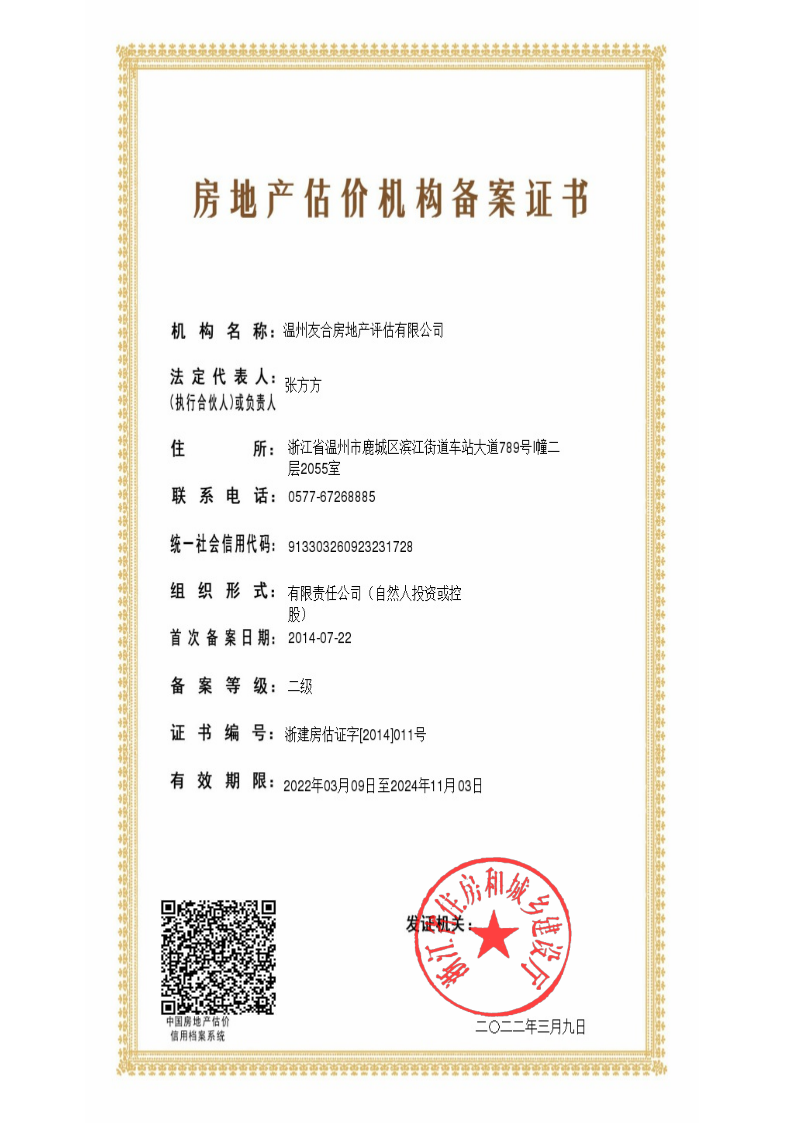 房地产估价机构备案证书
机构名称：温州友合房地产评估有限公司
法定代表人：张方方
(执行合伙人)或负责人
住所：浙江省温州市鹿城区滨江街道车站大道789号I幢二
层2055室
联系电话：0577-67268885
统一社会信用代码：913303260923231728
组织形式：有限责任公司（自然人投资或控
股）
首次备案日期：2014-07-22
备案等级：二级
证书编号：浙建房估证字[2014]011号
有效期限：2022年03月09日至2024年11月03日
发证机关：
浙江省住房和城乡建设厅
中国房地产估价
信用档案系统
二〇二二年三月九日